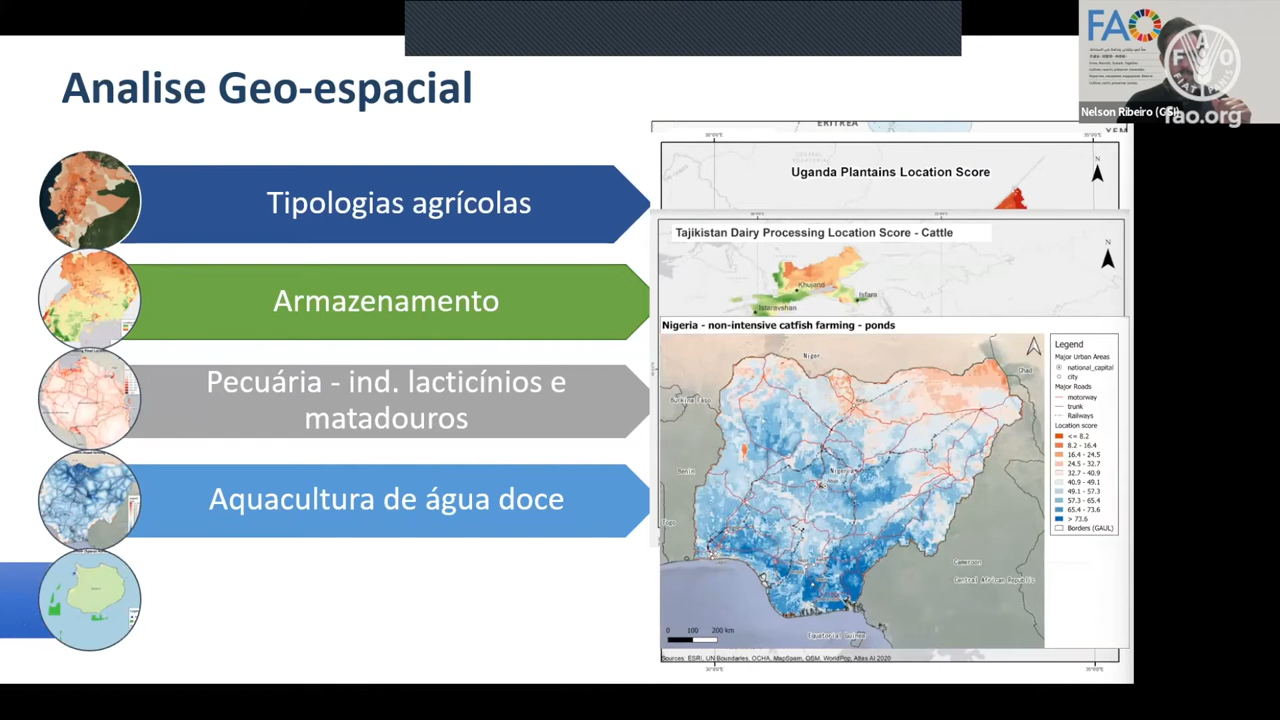 Analise Geo-espacial
Tipologias agrícolas
Armazenamento
Pecuária - ind. lacticínios e
matadouros
Aquacultura de água doce
FAO
FIAT PANIS
Nelson Ribeiro (CSI)
fao.org
ERITREA
YEM
Uganda Plantains Location Score
N
Tajikistan Dairy Processing Location Score - Cattle
N
Khujand
Isfara
Istaravshan
Nigeria - non-intensive catfish farming - ponds
Niger
Chad
Burkina Faso
Benin
Nigeria
Togo
Cameroon
Central African Republic
Equatorial Guinea
0 100 200 km
Legend
Major Urban Areas
national_capital
city
Major Roads
motorway
trunk
Railways
Location score
<= 8.2
8.2 - 16.4
16.4 - 24.5
24.5 - 32.7
32.7 - 40.9
40.9 - 49.1
49.1 - 57.3
57.3 - 65.4
65.4 - 73.6
> 73.6
Borders (GAUL)
Sources: ESRI, UN Boundaries, OCHA, MapSpam, OSM, WorldPop, Atlas AI 2020